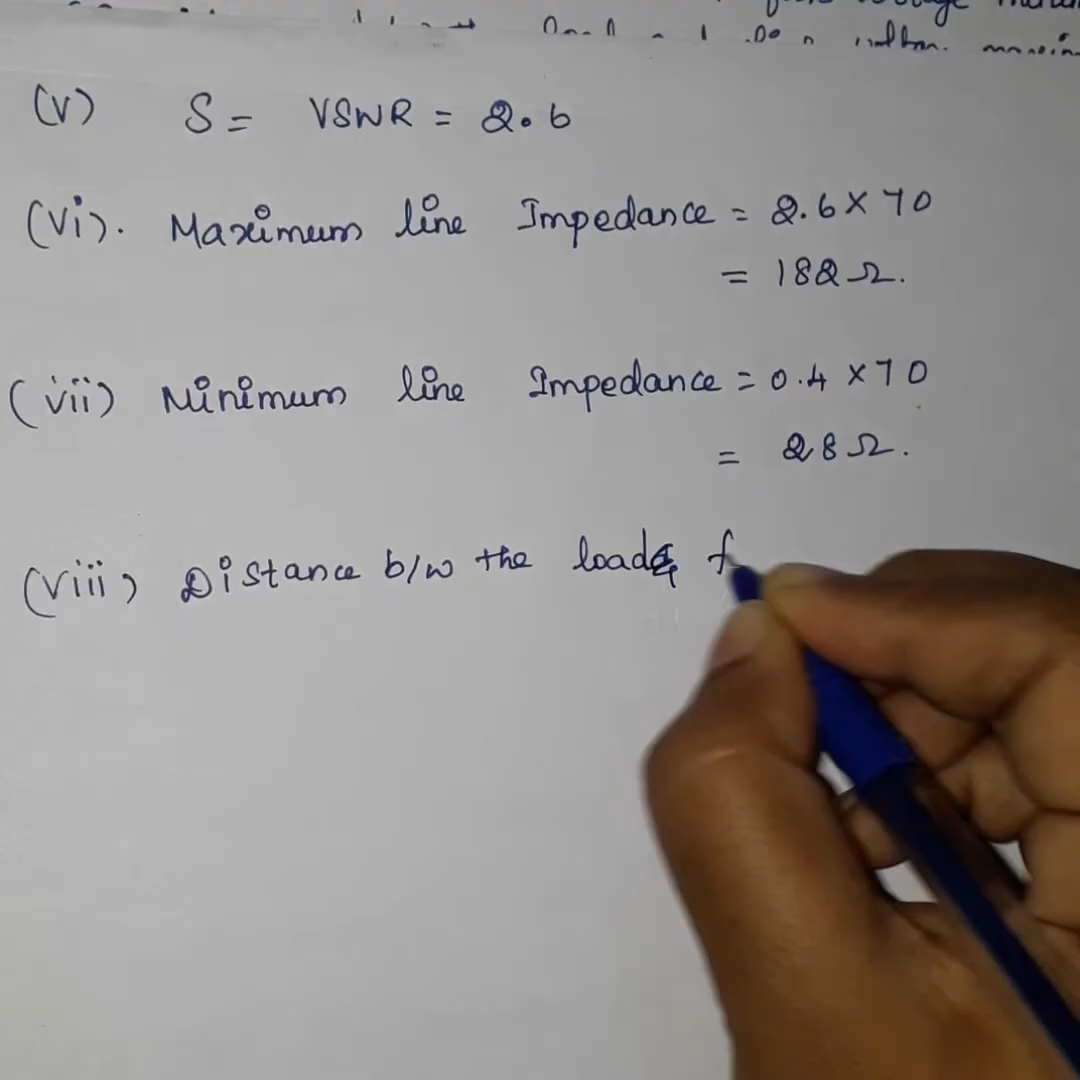 (v) S = VSWR = 2.6
(vi). Maximum line Impedance = 2.6 × 70
= 182 Ω.
(vii) Minimum line Impedance = 0.4 × 70
= 28 Ω.
(viii) Distance b/w the load & f